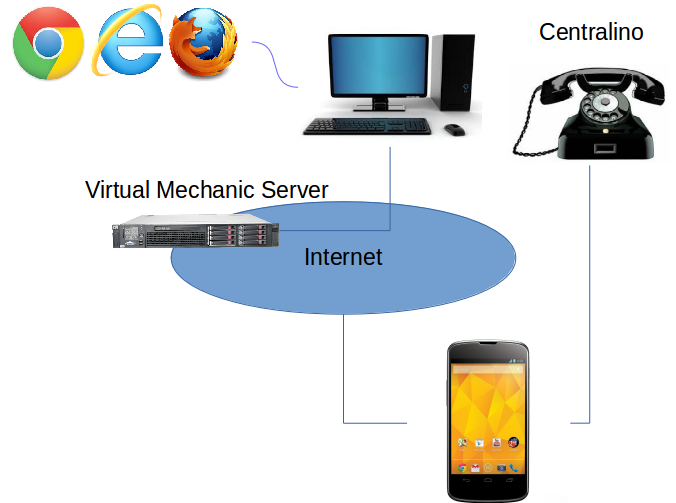 Centralino
Virtual Mechanic Server
Internet